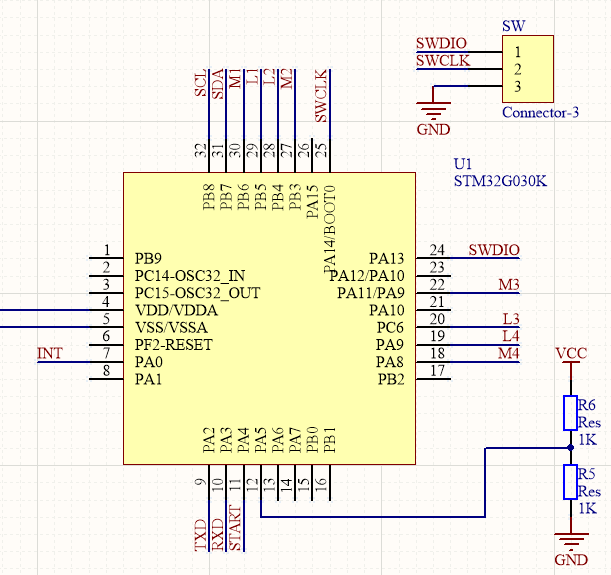 SW
SWDIO
SWCLK
1
2
3
GND
Connector-3
SCL
SDA
M1
L1
L2
M2
SWCLK
32
31
30
29
28
27
26
25
PB8
PB7
PB6
PB5
PB4
PB3
PA15
PA14/BOOT0
U1
STM32G030K
1
2
3
4
5
6
7
8
INT
PB9
PC14-OSC32_IN
PC15-OSC32_OUT
VDD/VDDA
VSS/VSSA
PF2-RESET
PA0
PA1
PA13
PA12/PA10
PA11/PA9
PA10
PC6
PA9
PA8
PB2
24
23
22
21
20
19
18
17
SWDIO
M3
L3
L4
M4
PA2
PA3
PA4
PA5
PA6
PA7
PB0
PB1
9
10
11
12
13
14
15
16
TXD
RXD
START
VCC
R6
Res
1K
R5
Res
1K
GND